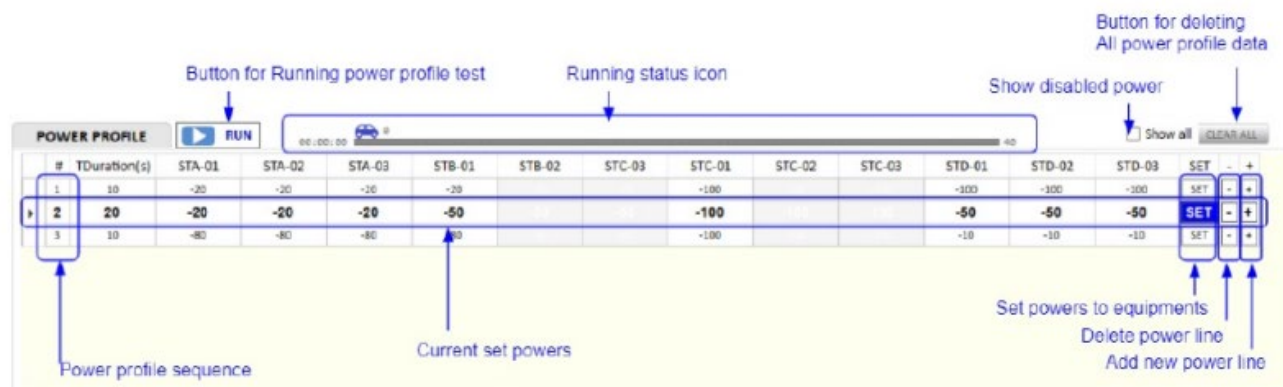 Button for deleting
All power profile data
Button for Running power profile test
Running status icon
Show disabled power
POWER PROFILE
RUN
00:00:00
0
40
Show all
CLEAR ALL
# TDuration(s) STA-01 STA-02 STA-03 STB-01 STB-02 STC-03 STC-01 STC-02 STC-03 STD-01 STD-02 STD-03 SET - +
1 10 -20 -20 -20 -20 -100 -100 -100 -100 SET - +
2 20 -20 -20 -20 -50 -100 -50 -50 -50 SET - +
3 10 -80 -80 -80 -100 -10 -10 -10 SET - +
Set powers to equipments
Delete power line
Add new power line
Current set powers
Power profile sequence